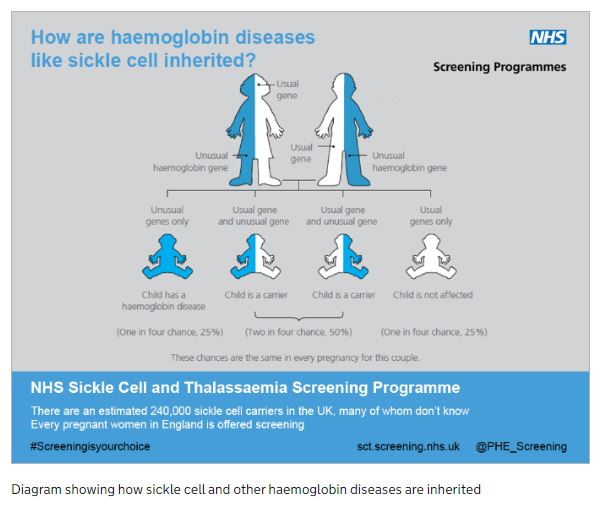 How are haemoglobin diseases
like sickle cell inherited?
NHS
Screening Programmes
Usual
gene
Unusual
haemoglobin gene
Usual
gene
Unusual
haemoglobin gene
Unusual
genes only
Usual gene
and unusual gene
Usual gene
and unusual gene
Usual
genes only
Child has a
haemoglobin disease
Child is a carrier
Child is a carrier
Child is not affected
(One in four chance, 25%)
(Two in four chance, 50%)
(One in four chance, 25%)
These chances are the same in every pregnancy for this couple.
NHS Sickle Cell and Thalassaemia Screening Programme
There are an estimated 240,000 sickle cell carriers in the UK, many of whom don't know
Every pregnant women in England is offered screening
#Screeningisyourchoice
sct.screening.nhs.uk @PHE_Screening
Diagram showing how sickle cell and other haemoglobin diseases are inherited